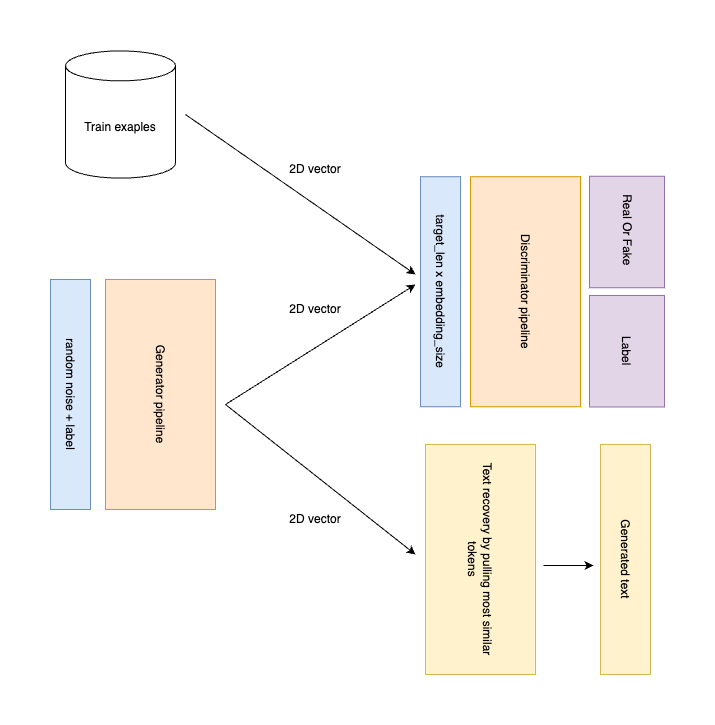 Train exaples
2D vector
target_len x embedding_size
Discriminator pipeline
Real Or Fake
Label
2D vector
random noise + label
Generator pipeline
2D vector
Text recovery by pulling most similar
tokens
Generated text